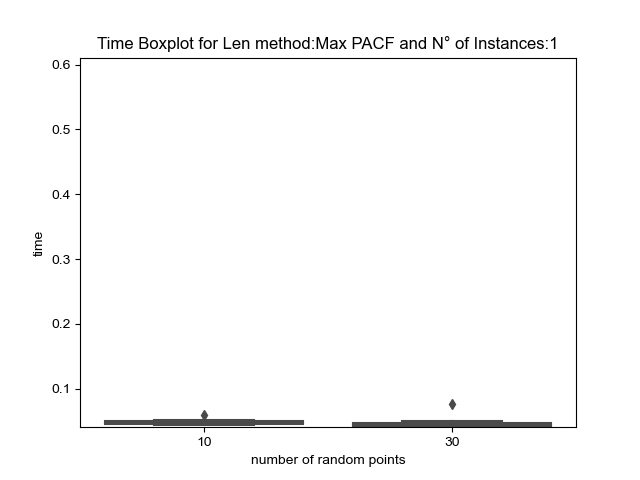 Time Boxplot for Len method:Max PACF and N° of Instances:1
0.6
0.5
0.4
0.3
0.2
0.1
time
10 30
number of random points